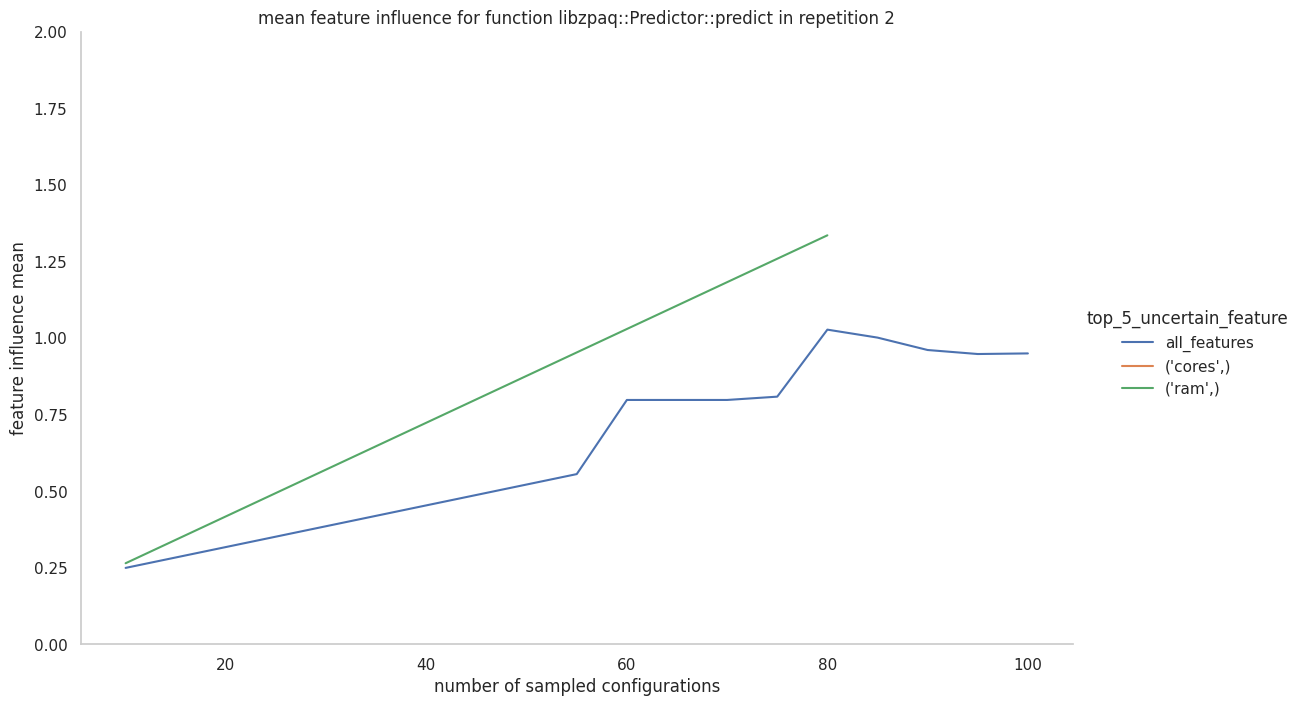 mean feature influence for function libzpaq::Predictor::predict in repetition 2
2.00
1.75
1.50
1.25
1.00
0.75
0.50
0.25
0.00
feature influence mean
20 40 60 80 100
number of sampled configurations
top_5_uncertain_feature
all_features
('cores',)
('ram',)